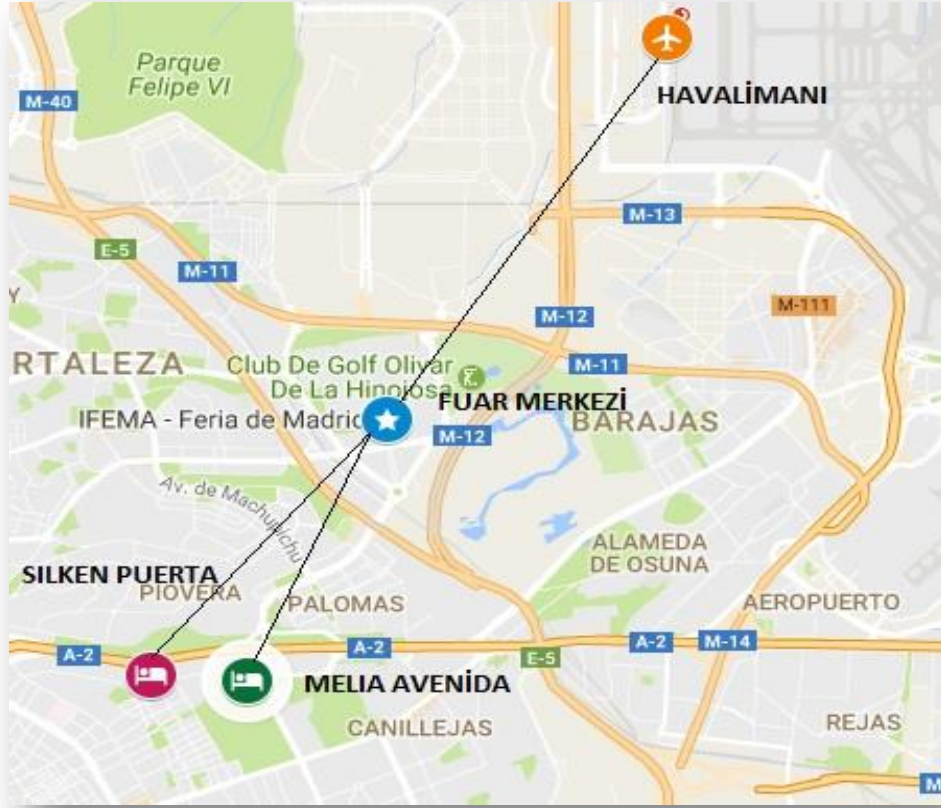 Parque
Felipe VI
M-40
HAVALİMANI
M-13
E-5
M-11
M-111
Y
M-12
RTALEZA
Club De Golf Olivar
De La Hinojosa
M-11
FUAR MERKEZİ
IFEMA - Feria de Madrid
M-12
BARAJAS
Av. de Machupichu
ALAMEDA
DE OSUNA
SILKEN PUERTA
PIOVERA
PALOMAS
AEROPUERTO
A-2
A-2
E-5
A-2
M-14
MELIA AVENİDA
CANILLEJAS
REJAS
M